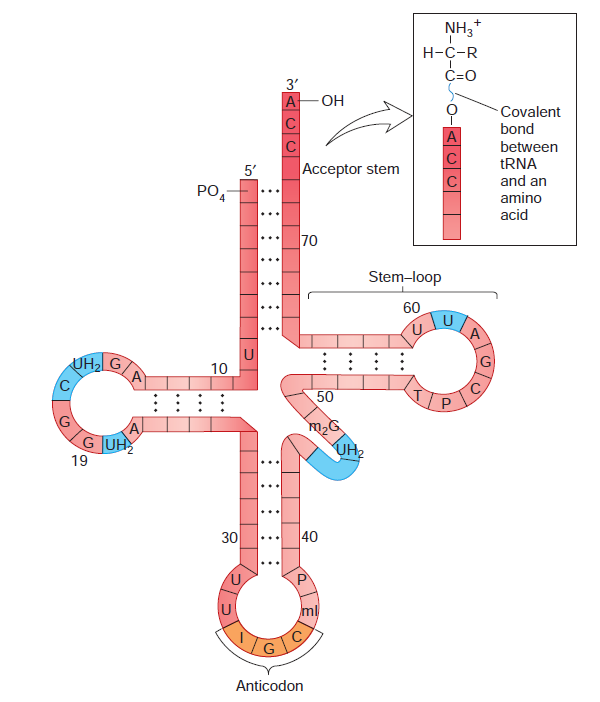 NH3+
H–C–R
C=O
O
A
C
C
Covalent
bond
between
tRNA
and an
amino
acid
3′
A
OH
C
C
Acceptor stem
5′
PO4
70
Stem–loop
60
U
U
A
G
C
P
T
50
U
10
UH2
G
A
A
C
G
G
UH2
A
19
m2G
UH2
30
40
U
U
I
G
C
mI
P
Anticodon